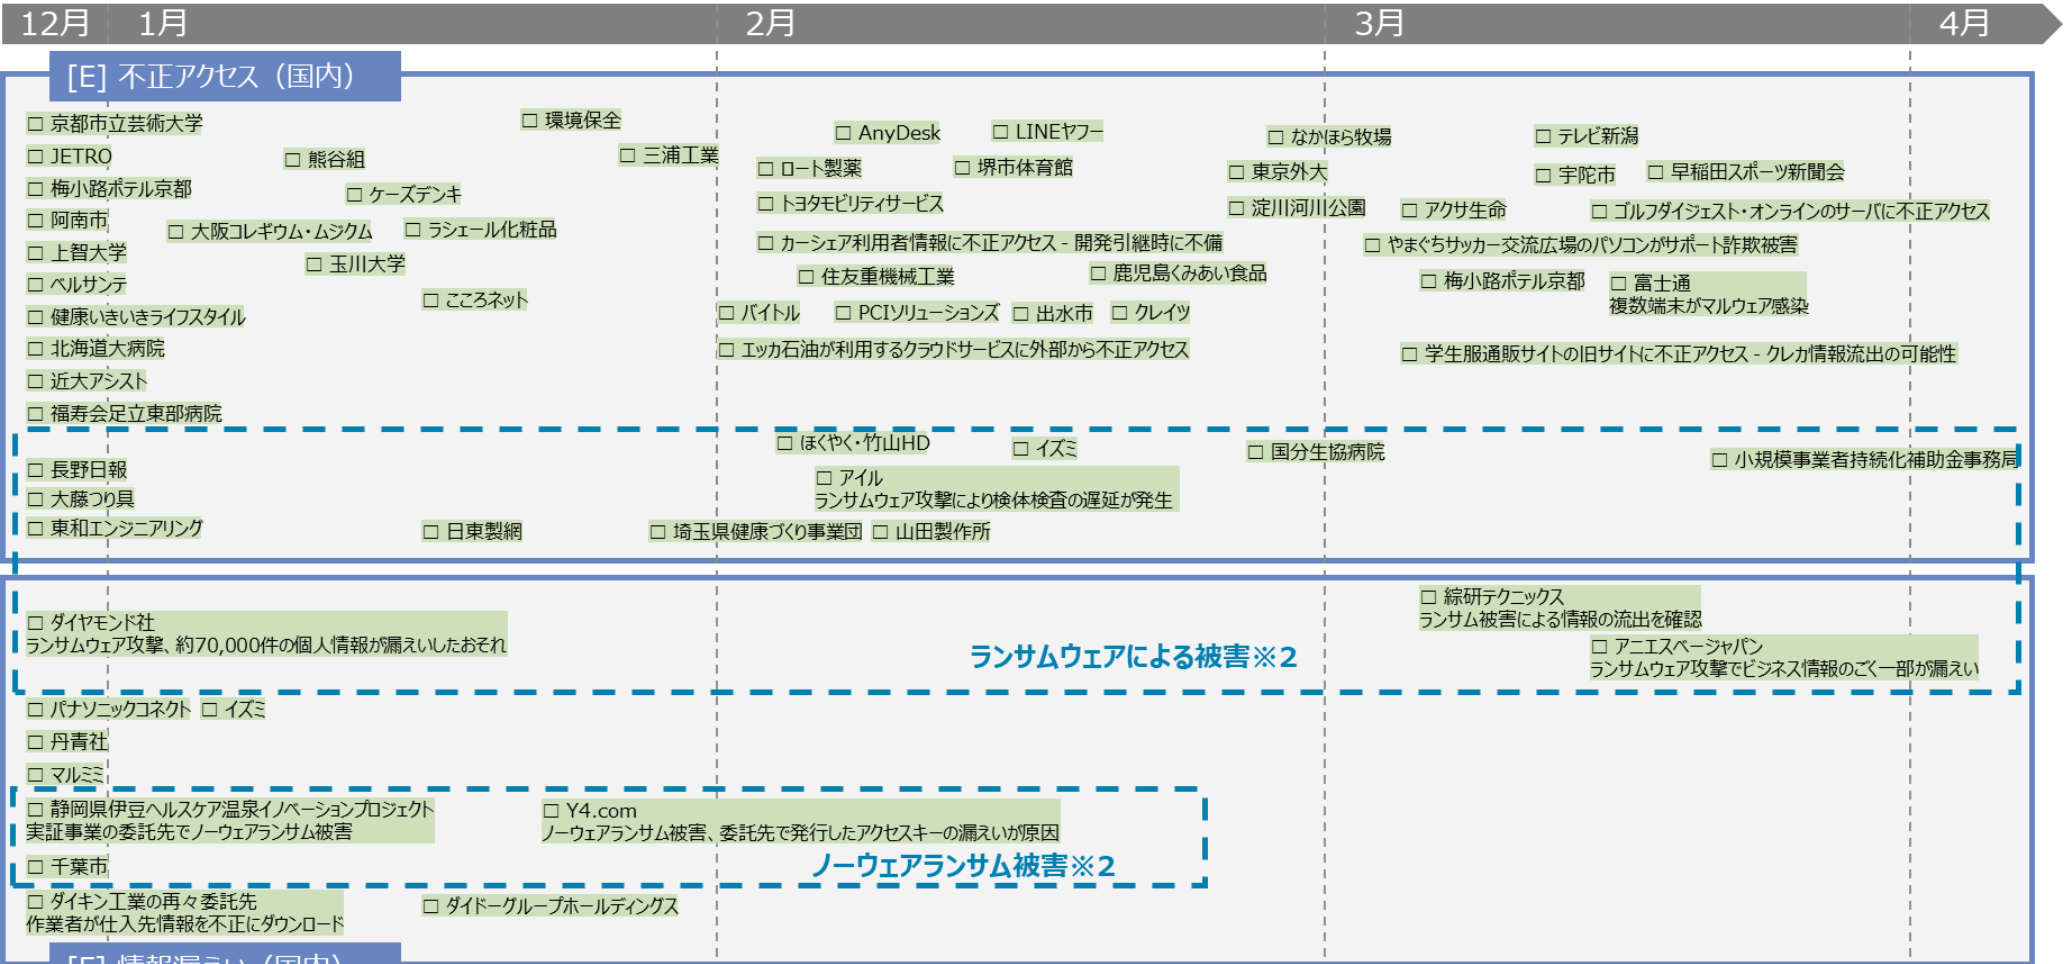 12月 1月 2月 3月 4月
[E] 不正アクセス（国内）
□ 京都市立芸術大学
□ JETRO
□ 梅小路ポテル京都
□ 阿南市
□ 上智大学
□ ベルサンテ
□ 健康いきいきライフスタイル
□ 北海道大病院
□ 近大アシスト
□ 福寿会足立東部病院
□ 熊谷組
□ ケーズデンキ
□ 大阪コレギウム・ムジクム
□ ラシェール化粧品
□ 玉川大学
□ こころネット
□ 環境保全
□ 三浦工業
□ AnyDesk
□ LINEヤフー
□ ロート製薬
□ 堺市体育館
□ トヨタモビリティサービス
□ カーシェア利用者情報に不正アクセス - 開発引継時に不備
□ 住友重機械工業
□ 鹿児島くみあい食品
□ バイトル
□ PCIソリューションズ
□ 出水市
□ クレイツ
□ エッカ石油が利用するクラウドサービスに外部から不正アクセス
□ なかほら牧場
□ 東京外大
□ 淀川河川公園
□ テレビ新潟
□ 宇陀市
□ 早稲田スポーツ新聞会
□ アクサ生命
□ ゴルフダイジェスト・オンラインのサーバに不正アクセス
□ やまぐちサッカー交流広場のパソコンがサポート詐欺被害
□ 梅小路ポテル京都
□ 富士通
複数端末がマルウェア感染
□ 学生服通販サイトの旧サイトに不正アクセス - クレカ情報流出の可能性
□ 長野日報
□ 大藤つり具
□ 東和エンジニアリング
□ 日東製網
□ 埼玉県健康づくり事業団
□ 山田製作所
□ ほくやく・竹山HD
□ イズミ
□ アイル
ランサムウェア攻撃により検体検査の遅延が発生
□ 国分生協病院
□ 小規模事業者持続化補助金事務局
□ ダイヤモンド社
ランサムウェア攻撃、約70,000件の個人情報が漏えいしたおそれ
ランサムウェアによる被害※2
□ 綜研テクニックス
ランサム被害による情報の流出を確認
□ アニエスベージャパン
ランサムウェア攻撃でビジネス情報のごく一部が漏えい
□ パナソニックコネクト □ イズミ
□ 丹青社
□ マルミミ
□ 静岡県伊豆ヘルスケア温泉イノベーションプロジェクト
実証事業の委託先でノーウェアランサム被害
□ Y4.com
ノーウェアランサム被害、委託先で発行したアクセスキーの漏えいが原因
□ 千葉市
ノーウェアランサム被害※2
□ ダイキン工業の再々委託先
作業者が仕入先情報を不正にダウンロード
□ ダイドーグループホールディングス